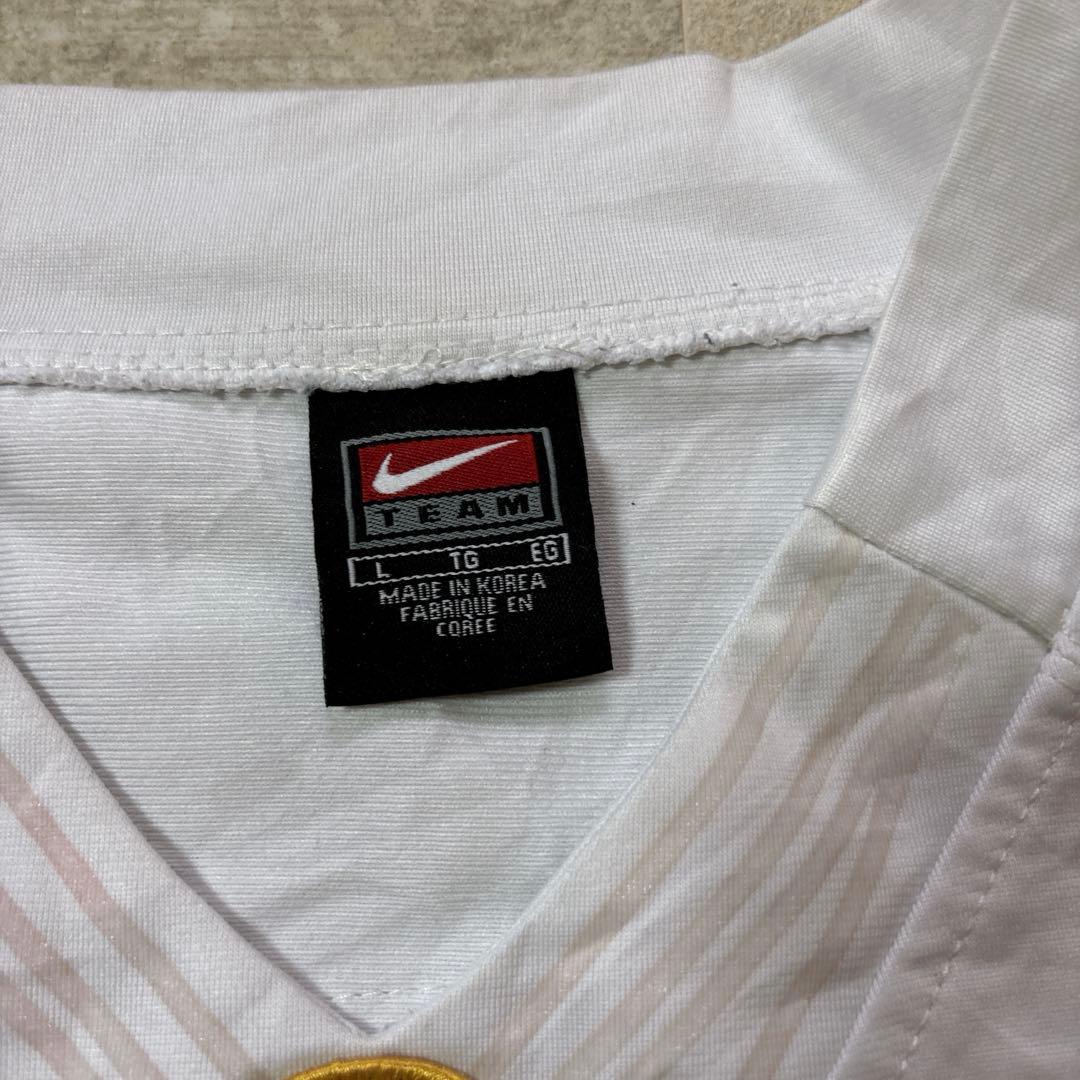 TEAM
L TG EG
MADE IN KOREA
FABRIQUE EN
COREE